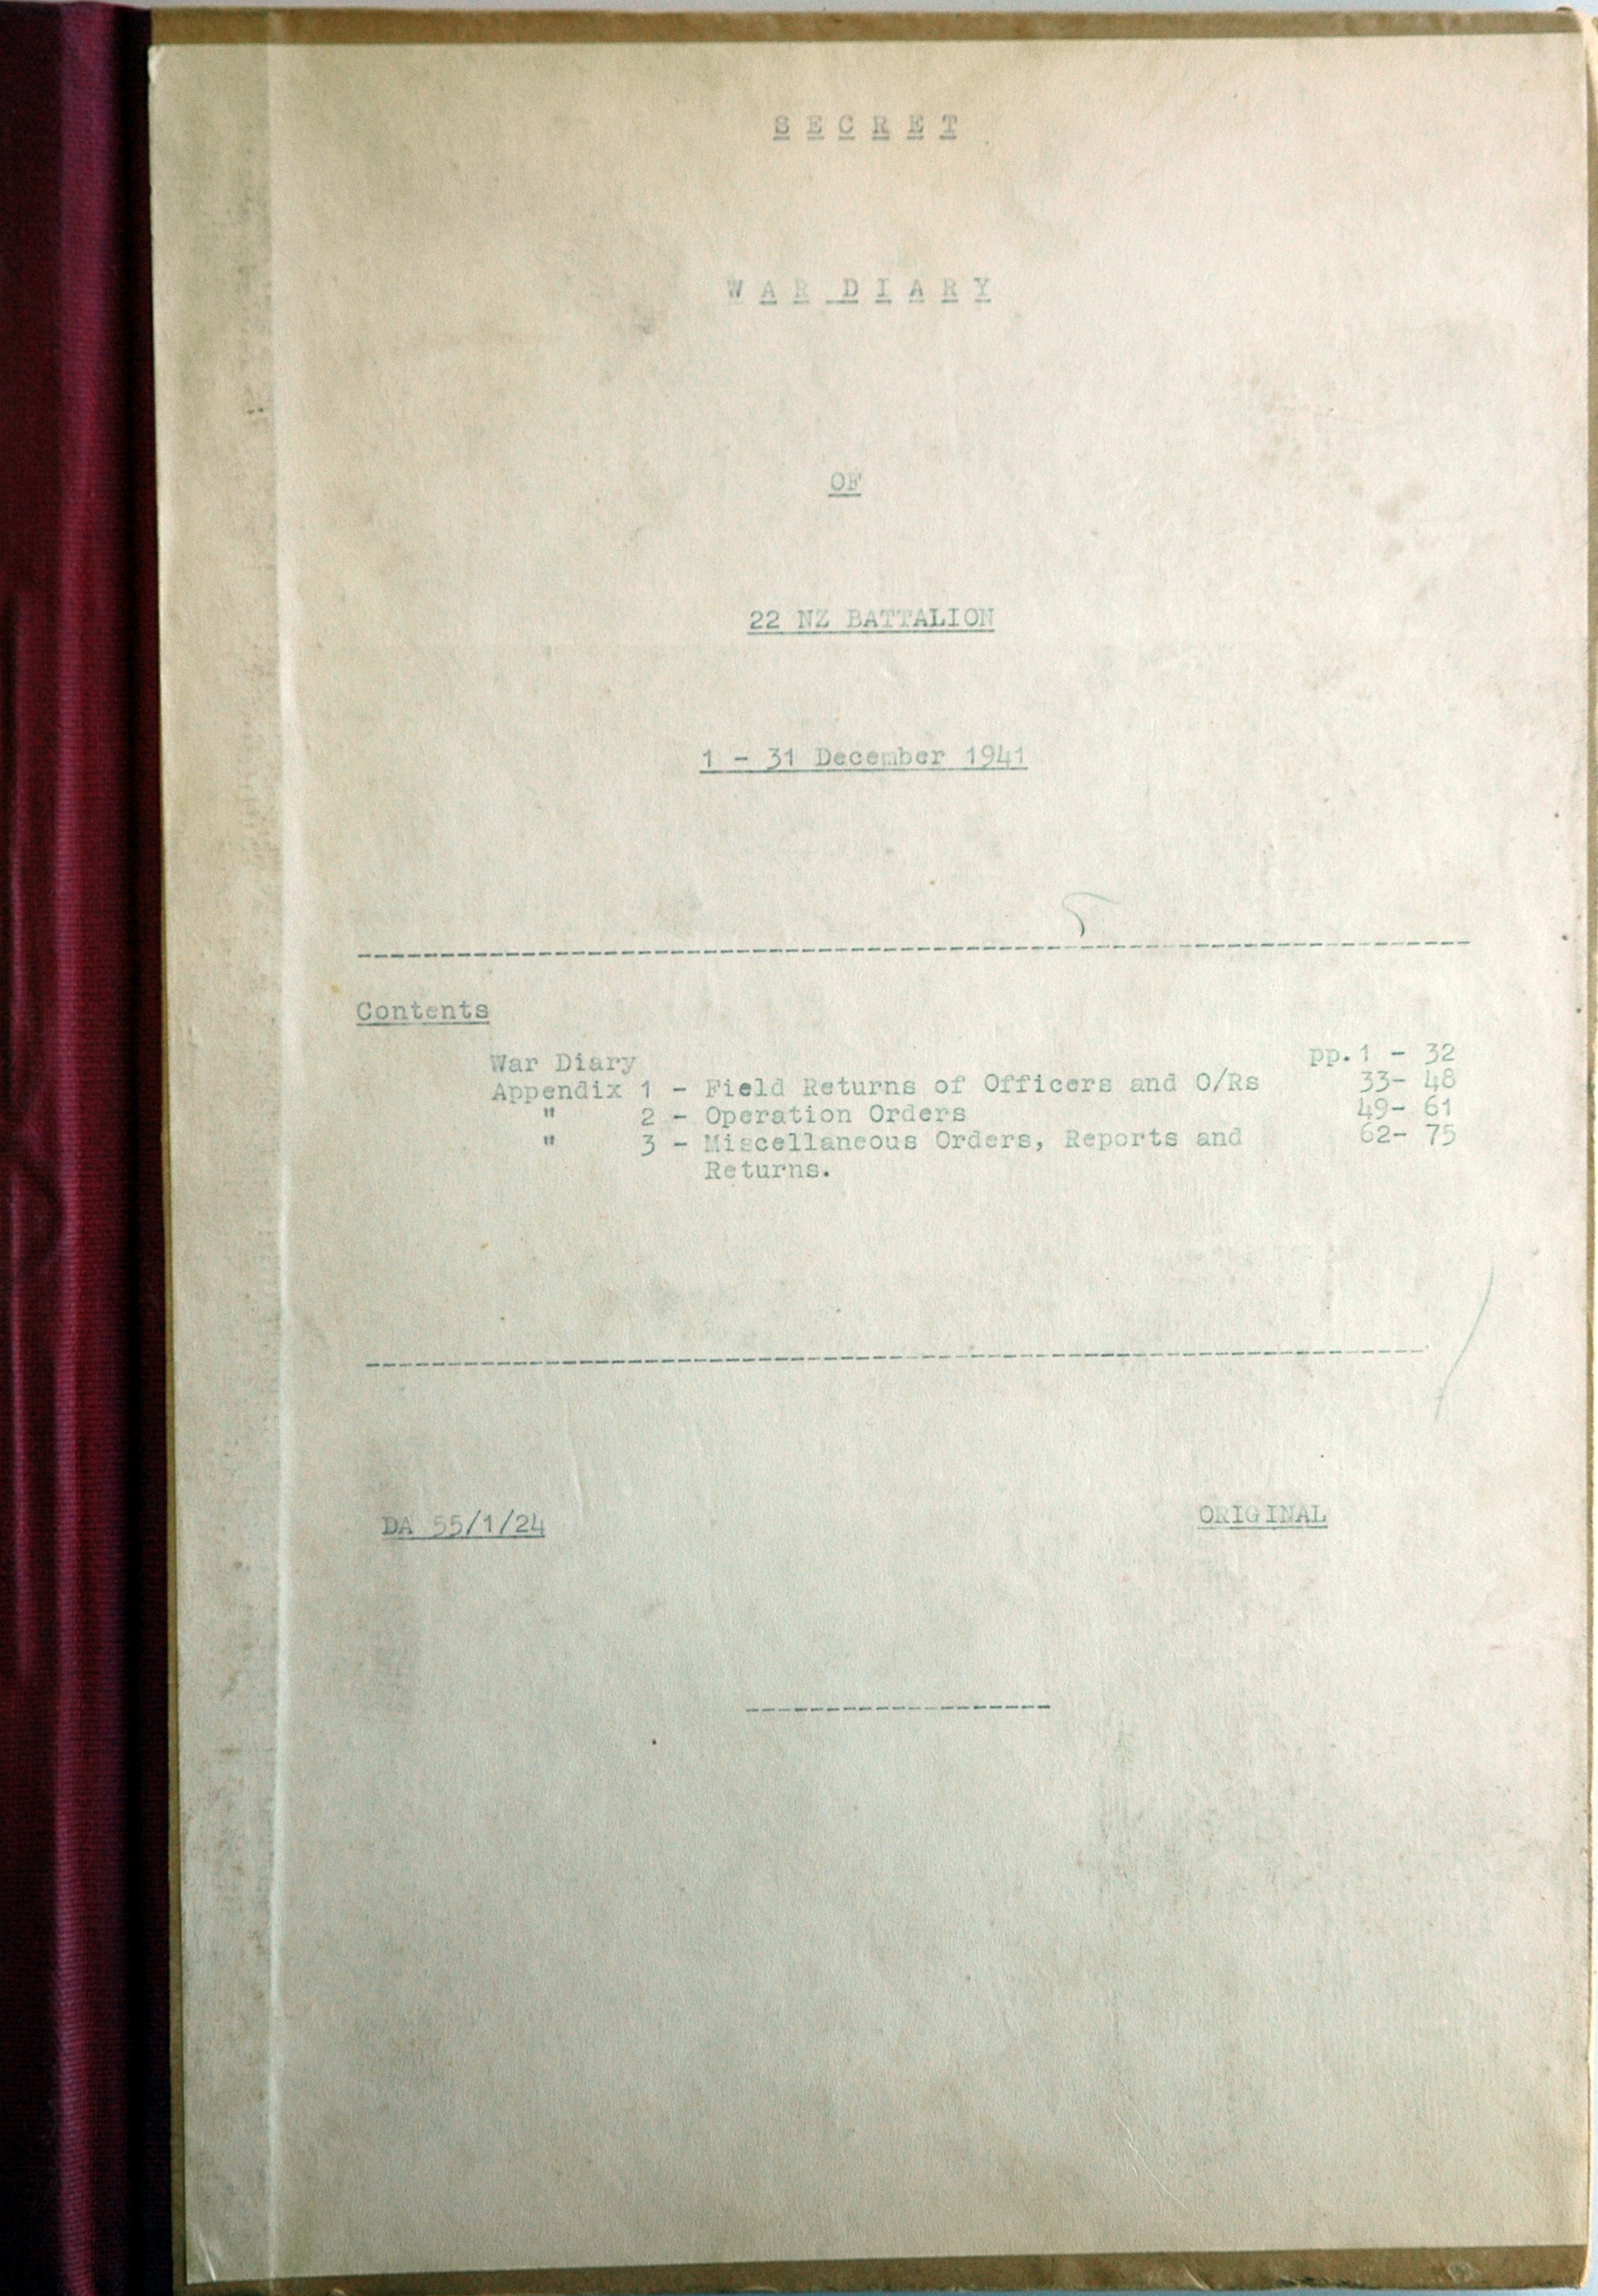 SECRET
WAR DIARY
OF
22 NZ BATTALION
1 - 31 December 1941
Contents
War Diary pp. 1 - 32
Appendix 1 - Field Returns of Officers and O/Rs 33- 48
" 2 - Operation Orders 49- 61
" 3 - Miscellaneous Orders, Reports and 62- 75
Returns.
DA 55/1/24 ORIGINAL